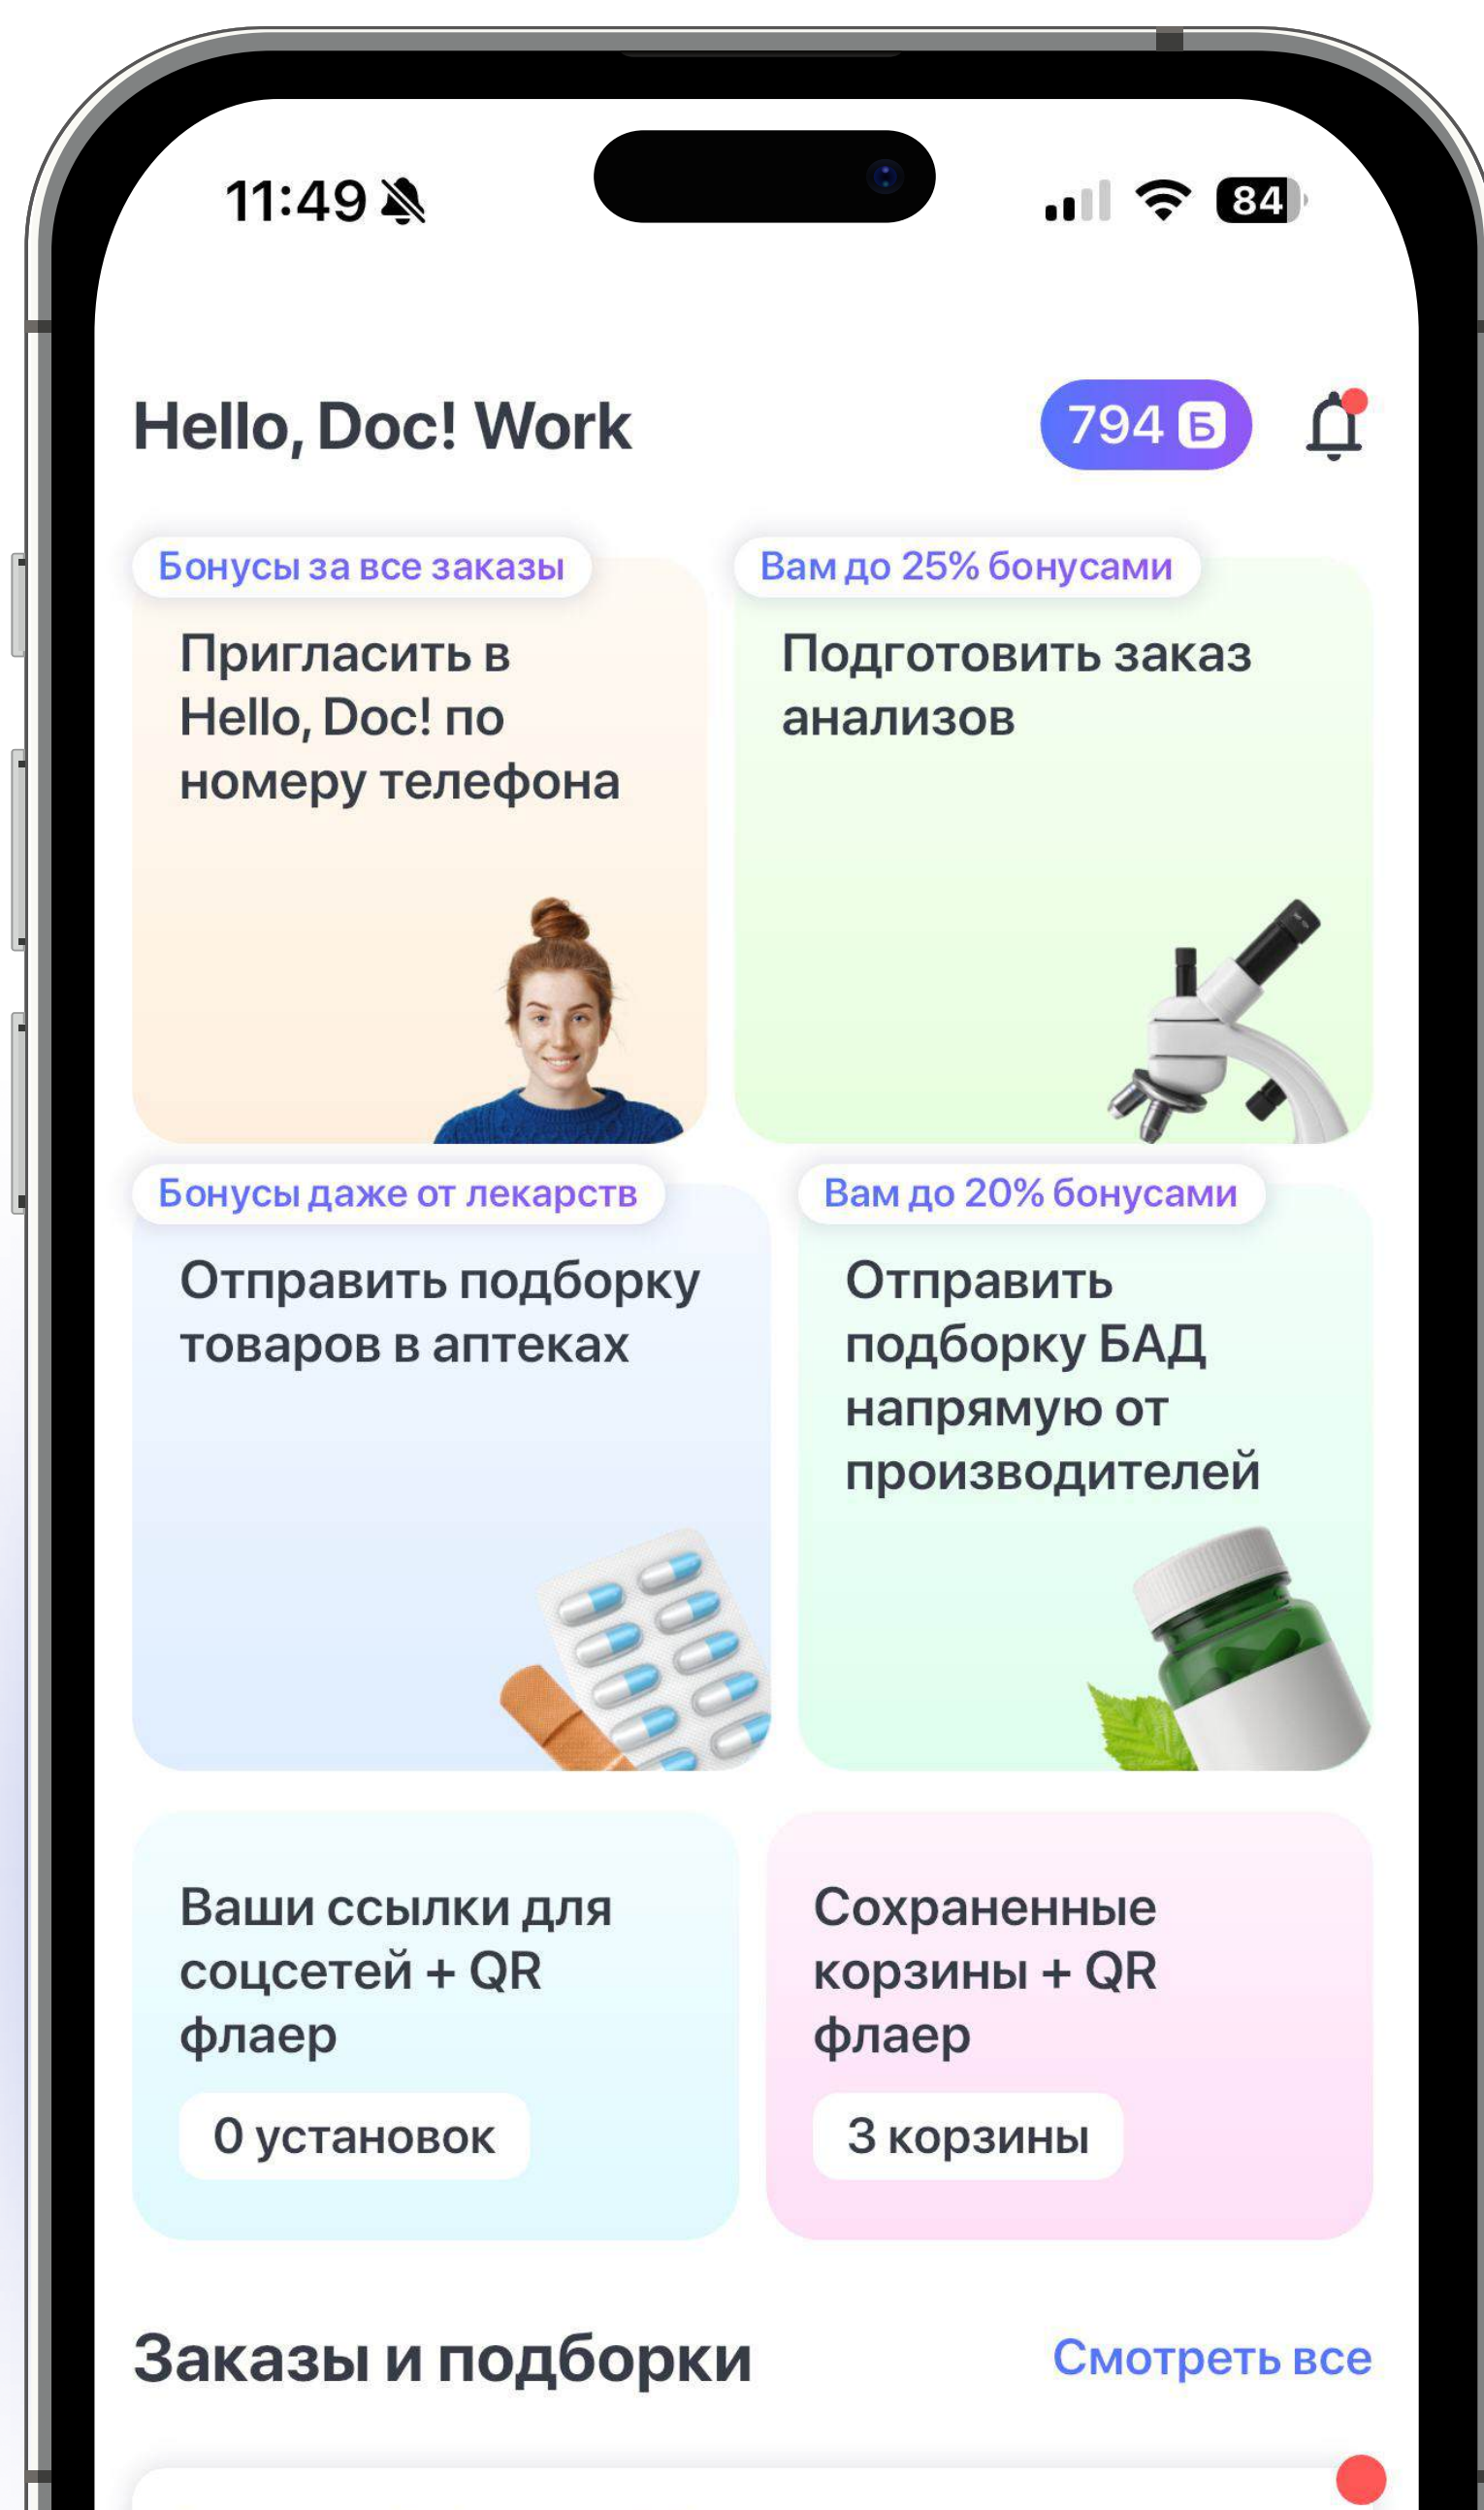 11:49
84
Hello, Doc! Work
794 Б
Бонусы за все заказы
Пригласить в
Hello, Doc! по
номеру телефона
Вам до 25% бонусами
Подготовить заказ
анализов
Бонусы даже от лекарств
Отправить подборку
товаров в аптеках
Вам до 20% бонусами
Отправить
подборку БАД
напрямую от
производителей
Ваши ссылки для
соцсетей + QR
флаер
0 установок
Сохраненные
корзины + QR
флаер
3 корзины
Заказы и подборки
Смотреть все